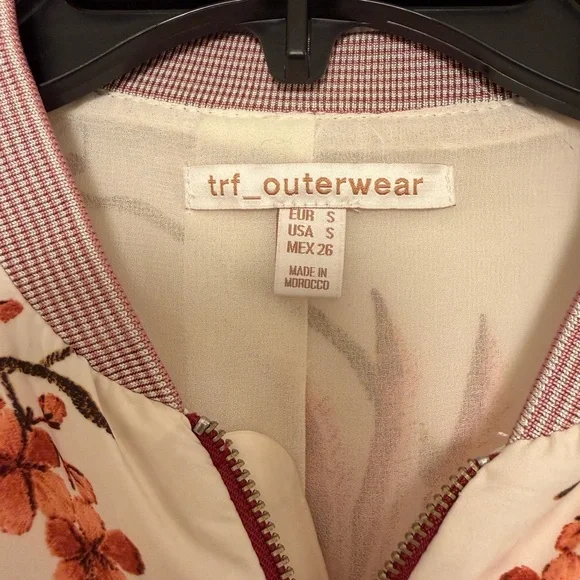 trf_outerwear
EUR S
USA S
MEX 26
MADE IN
MOROCCO